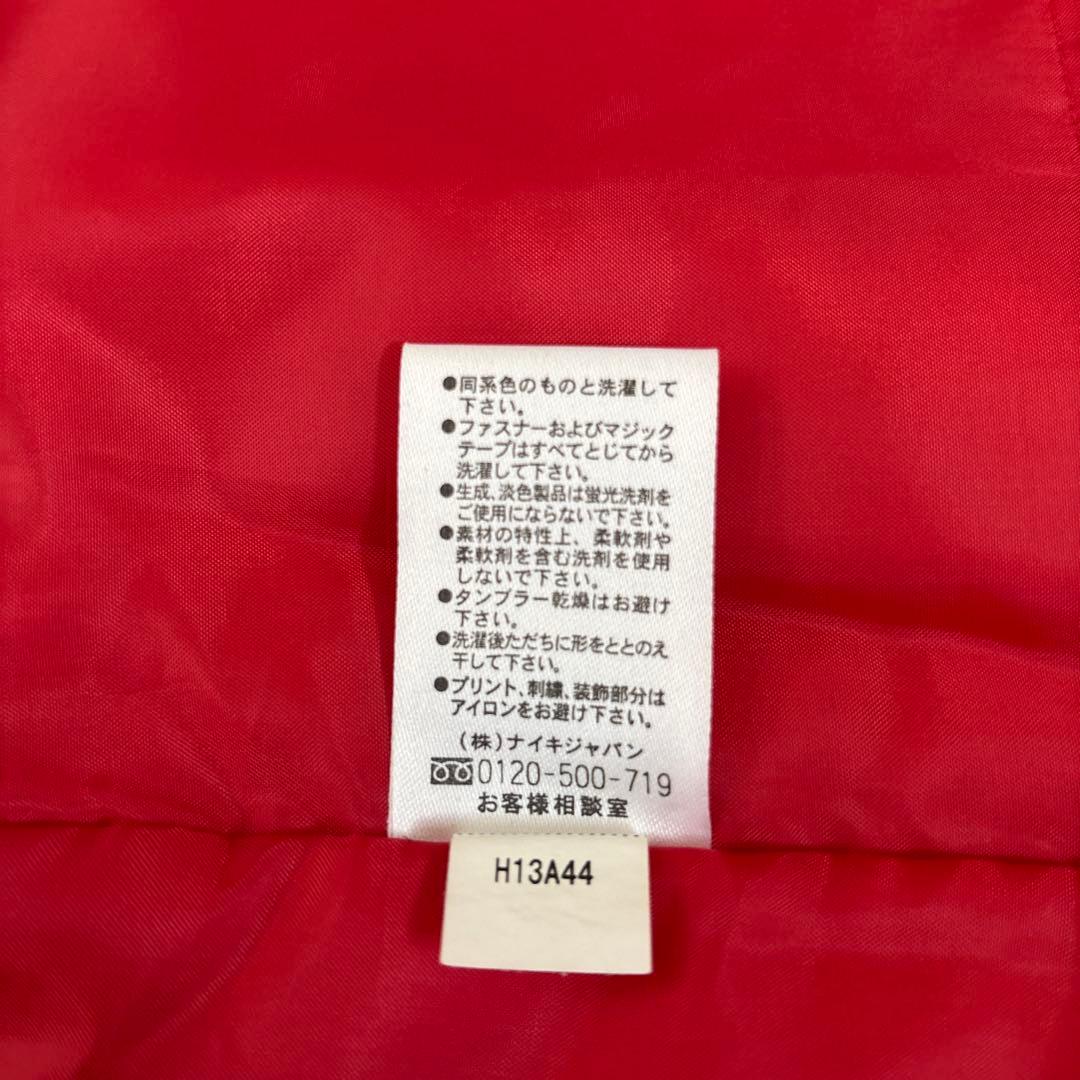 ●同系色のものと洗濯して
下さい。
●ファスナーおよびマジック
テープはすべてとじてから
洗濯して下さい。
●生成、淡色製品は蛍光洗剤を
ご使用にならないで下さい。
●素材の特性上、柔軟剤や
柔軟剤を含む洗剤を使用
しないで下さい。
●タンブラー乾燥はお避け
下さい。
●洗濯後ただちに形をととのえ
干して下さい。
●プリント、刺繍、装飾部分は
アイロンをお避け下さい。
(株)ナイキジャパン
0120-500-719
お客様相談室
H13A44